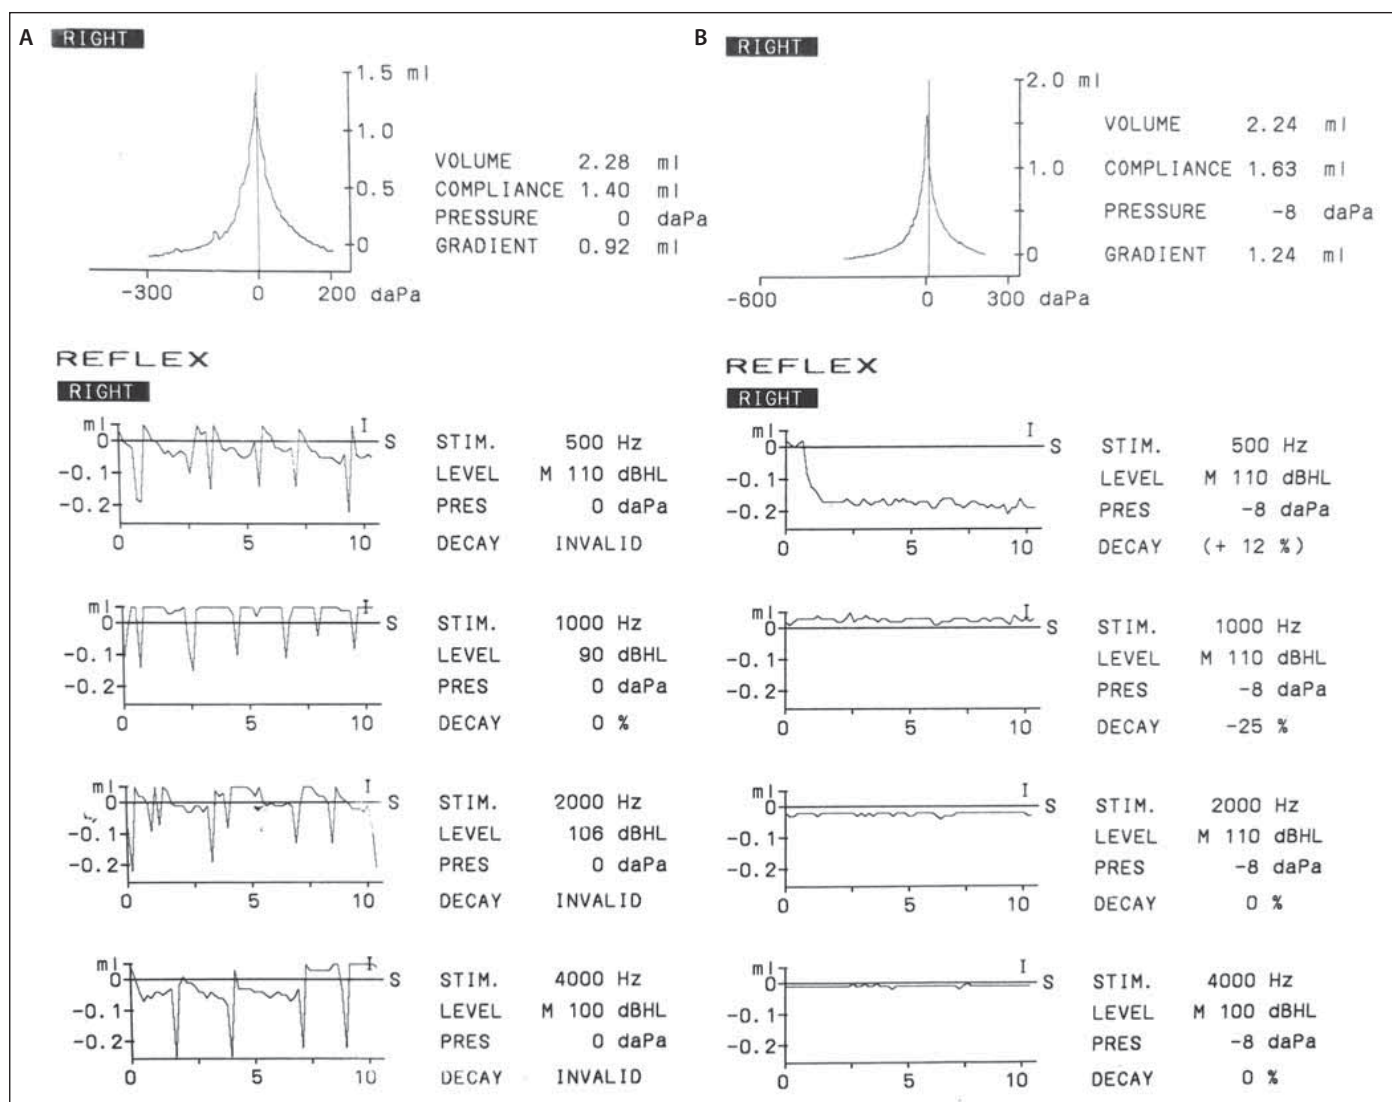 A RIGHT
1.5 ml
1.0
0.5
0
-300 0 200 daPa
VOLUME 2.28 ml
COMPLIANCE 1.40 ml
PRESSURE 0 daPa
GRADIENT 0.92 ml
REFLEX
RIGHT
ml I
0 S
-0.1
-0.2
0 5 10
STIM. 500 Hz
LEVEL M 110 dBHL
PRES 0 daPa
DECAY INVALID
ml I
0 S
-0.1
-0.2
0 5 10
STIM. 1000 Hz
LEVEL 90 dBHL
PRES 0 daPa
DECAY 0 %
ml I
0 S
-0.1
-0.2
0 5 10
STIM. 2000 Hz
LEVEL 106 dBHL
PRES 0 daPa
DECAY INVALID
ml I
0 S
-0.1
-0.2
0 5 10
STIM. 4000 Hz
LEVEL M 100 dBHL
PRES 0 daPa
DECAY INVALID
B RIGHT
2.0 ml
1.0
0
-600 0 300 daPa
VOLUME 2.24 ml
COMPLIANCE 1.63 ml
PRESSURE -8 daPa
GRADIENT 1.24 ml
REFLEX
RIGHT
ml I
0 S
-0.1
-0.2
0 5 10
STIM. 500 Hz
LEVEL M 110 dBHL
PRES -8 daPa
DECAY (+ 12 %)
ml I
0 S
-0.1
-0.2
0 5 10
STIM. 1000 Hz
LEVEL M 110 dBHL
PRES -8 daPa
DECAY -25 %
ml I
0 S
-0.1
-0.2
0 5 10
STIM. 2000 Hz
LEVEL M 110 dBHL
PRES -8 daPa
DECAY 0 %
ml I
0 S
-0.1
-0.2
0 5 10
STIM. 4000 Hz
LEVEL M 100 dBHL
PRES -8 daPa
DECAY 0 %